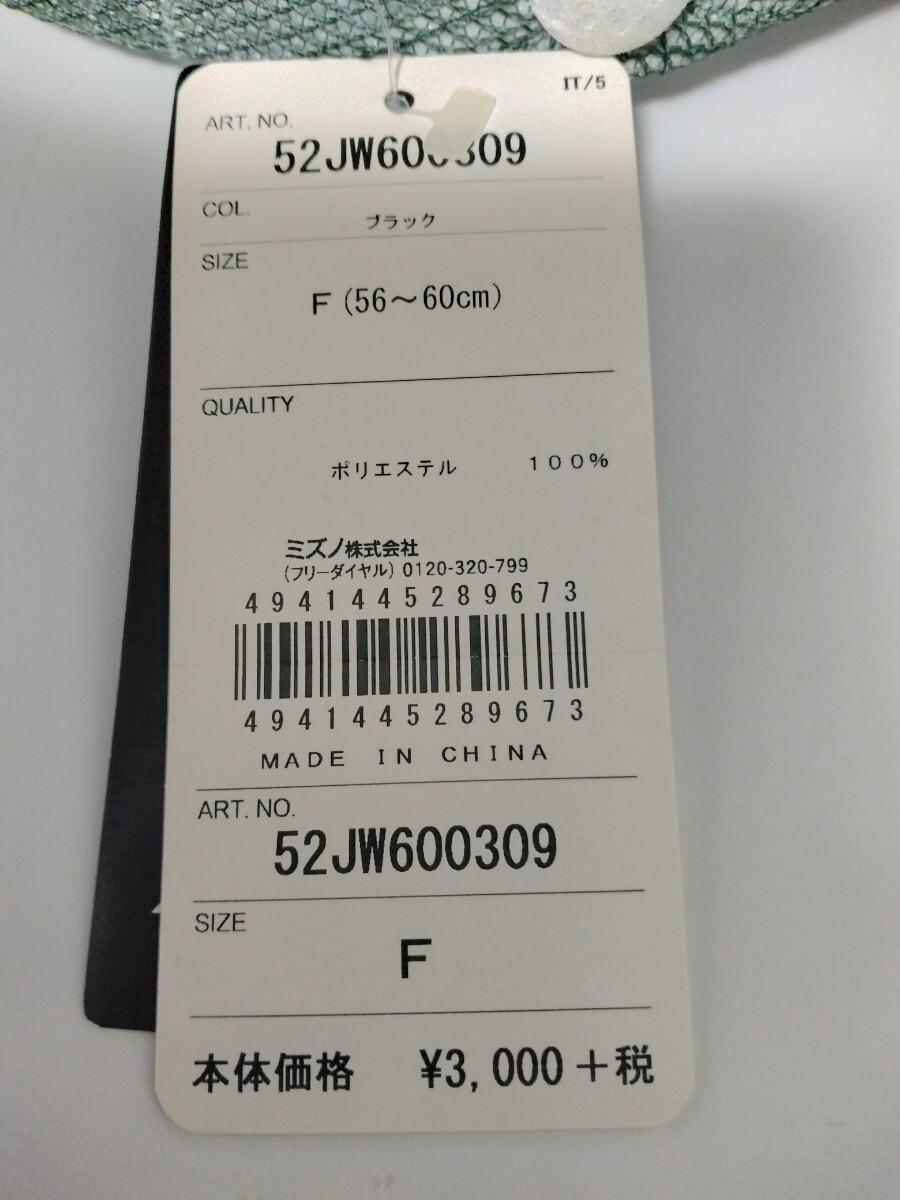 IT/5
ART. NO.
52JW600309
COL.
ブラック
SIZE
F (56～60cm)
QUALITY
ポリエステル 100%
ミズノ株式会社
(フリーダイヤル) 0120-320-799
4941445289673
4941445289673
MADE IN CHINA
ART. NO.
52JW600309
SIZE
F
本体価格 ¥3,000+税